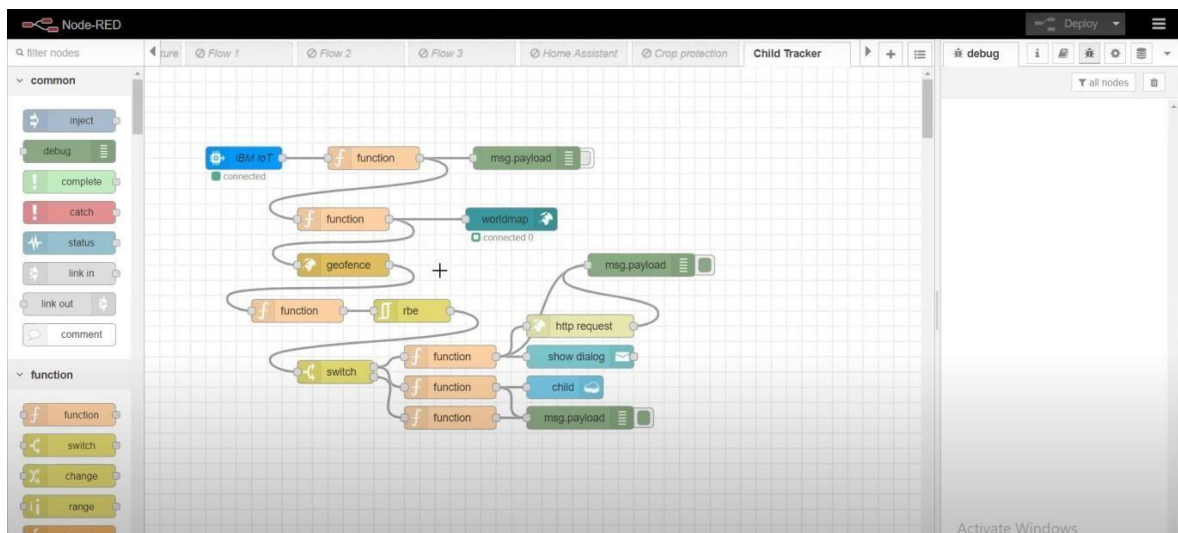 Node-RED
Deploy
filter nodes
ture
Flow 1
Flow 2
Flow 3
Home Assistant
Crop protection
Child Tracker
debug
all nodes
common
inject
debug
complete
catch
status
link in
link out
comment
function
function
switch
change
range
IBM IoT
connected
function
msg.payload
function
worldmap
connected 0
geofence
msg.payload
function
rbe
http request
switch
function
show dialog
function
child
function
msg.payload
Activate Windows